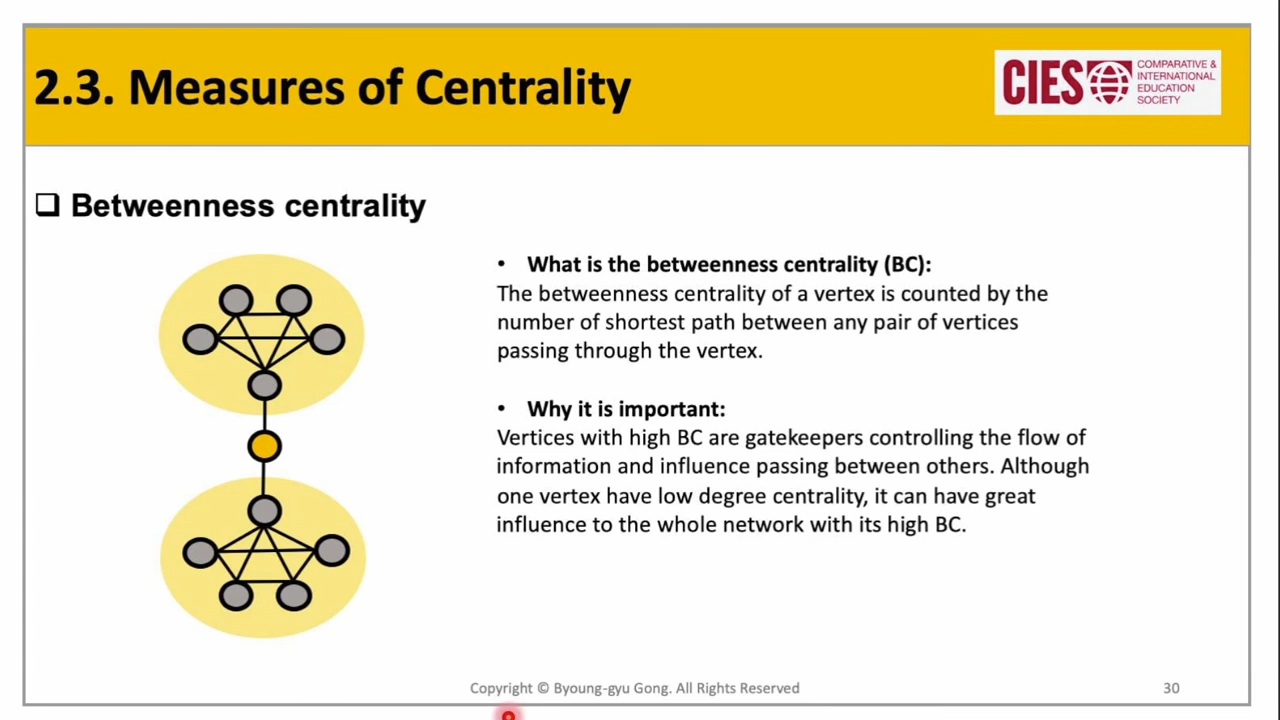 2.3. Measures of Centrality
CIES
COMPARATIVE &
INTERNATIONAL
EDUCATION
SOCIETY
❑ Betweenness centrality
• What is the betweenness centrality (BC):
The betweenness centrality of a vertex is counted by the
number of shortest path between any pair of vertices
passing through the vertex.
• Why it is important:
Vertices with high BC are gatekeepers controlling the flow of
information and influence passing between others. Although
one vertex have low degree centrality, it can have great
influence to the whole network with its high BC.
Copyright © Byoung-gyu Gong. All Rights Reserved
30